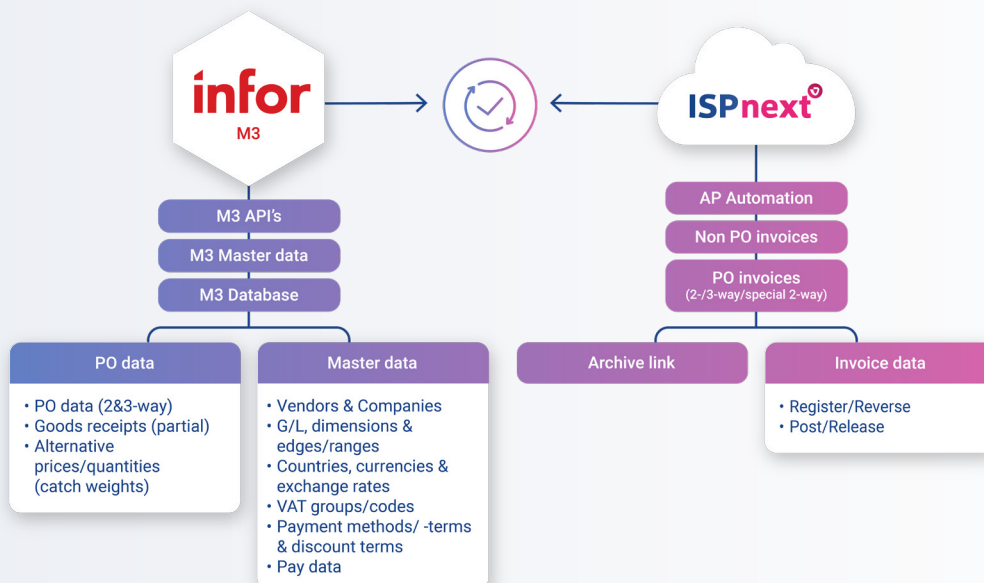 infor
M3
ISPnext
M3 API's
M3 Master data
M3 Database
AP Automation
Non PO invoices
PO invoices
(2-/3-way/special 2-way)
PO data
• PO data (2&3-way)
• Goods receipts (partial)
• Alternative
prices/quantities
(catch weights)
Master data
• Vendors & Companies
• G/L, dimensions &
edges/ranges
• Countries, currencies &
exchange rates
• VAT groups/codes
• Payment methods/ -terms
& discount terms
• Pay data
Archive link
Invoice data
• Register/Reverse
• Post/Release